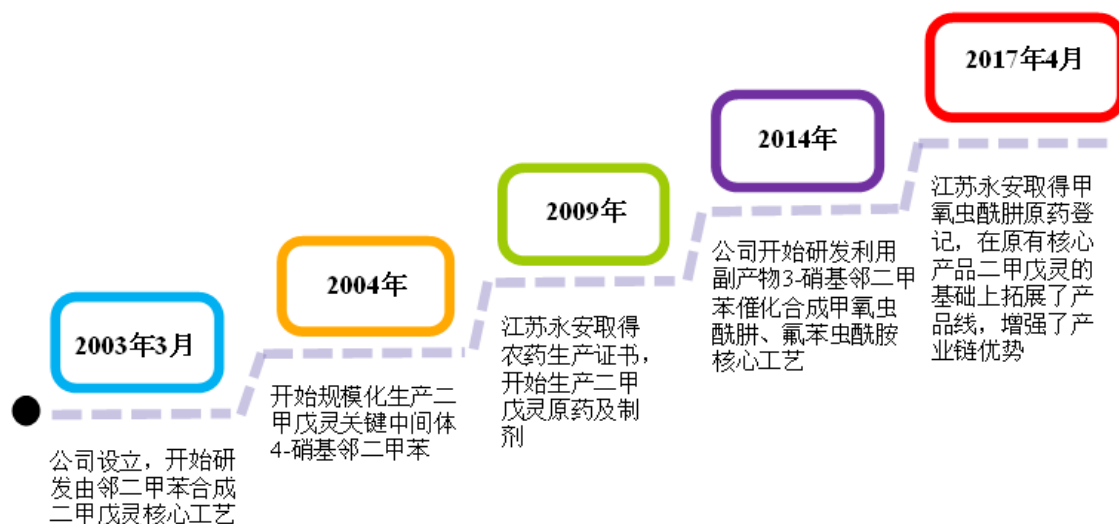 2003年3月
公司设立，开始研
发由邻二甲苯合成
二甲戊灵核心工艺
2004年
开始规模化生产二
甲戊灵关键中间体
4-硝基邻二甲苯
2009年
江苏永安取得
农药生产证书，
开始生产二甲
戊灵原药及制
剂
2014年
公司开始研发利用
副产物3-硝基邻二甲
苯催化合成甲氧虫
酰肼、氟苯虫酰胺
核心工艺
2017年4月
江苏永安取得甲
氧虫酰肼原药登
记，在原有核心
产品二甲戊灵的
基础上拓展了产
品线，增强了产
业链优势